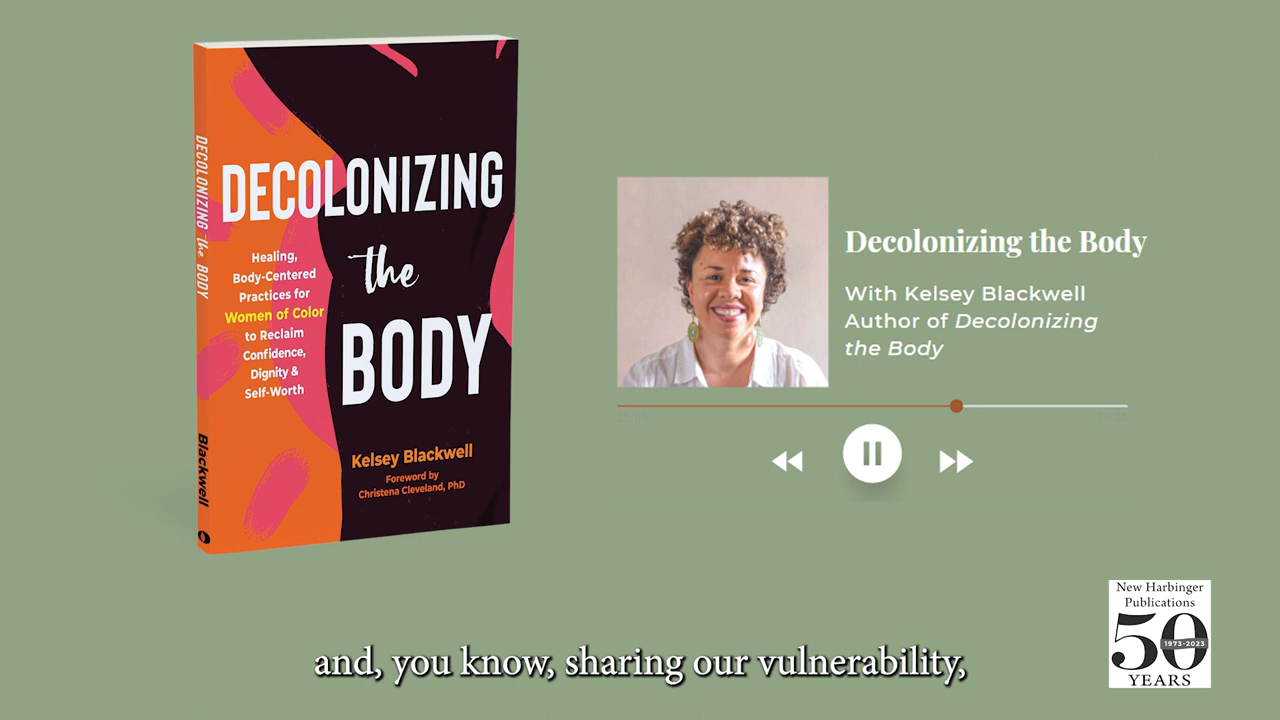 DECOLONIZING
the
BODY
Healing,
Body-Centered
Practices for
Women of Color
to Reclaim
Confidence,
Dignity &
Self-Worth
Kelsey Blackwell
Foreword by
Christena Cleveland, PhD
DECOLONIZING the BODY
Blackwell
Decolonizing the Body
With Kelsey Blackwell
Author of Decolonizing
the Body
New Harbinger
Publications
50
1973-2023
YEARS
and, you know, sharing our vulnerability,